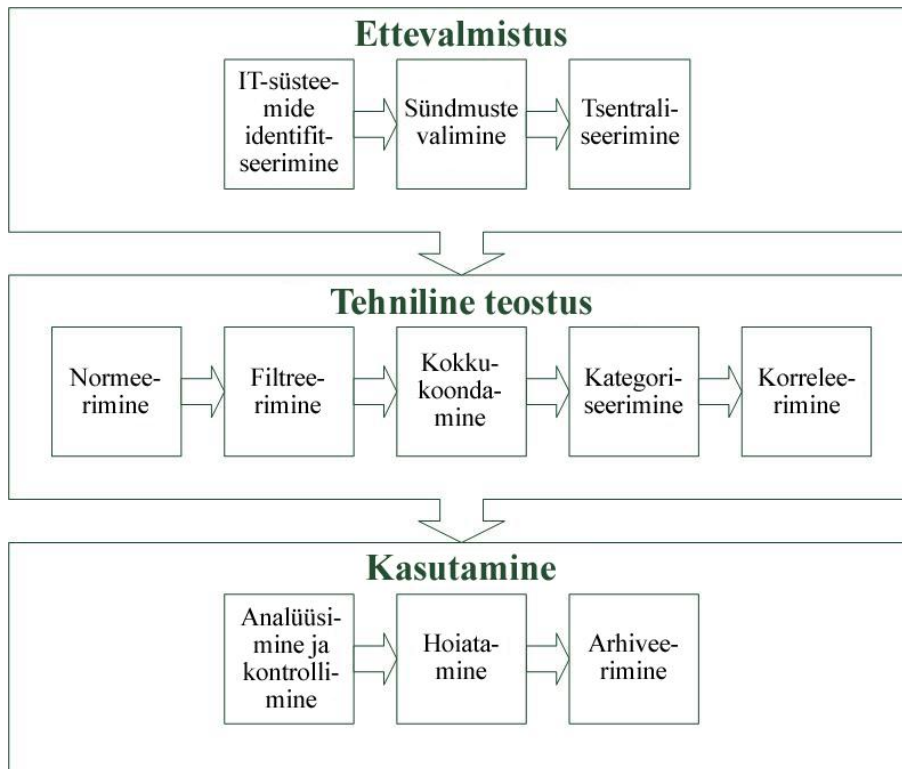 Ettevalmistus
IT-süstee-
mide
identifit-
seerimine
Sündmuste
valimine
Tsentrali-
seerimine
Tehniline teostus
Normee-
rimine
Filtree-
rimine
Kokku-
koonda-
mine
Kategori-
seerimine
Korrelee-
rimine
Kasutamine
Analüüsi-
mine ja
kontrolli-
mine
Hoiata-
mine
Arhivee-
rimine